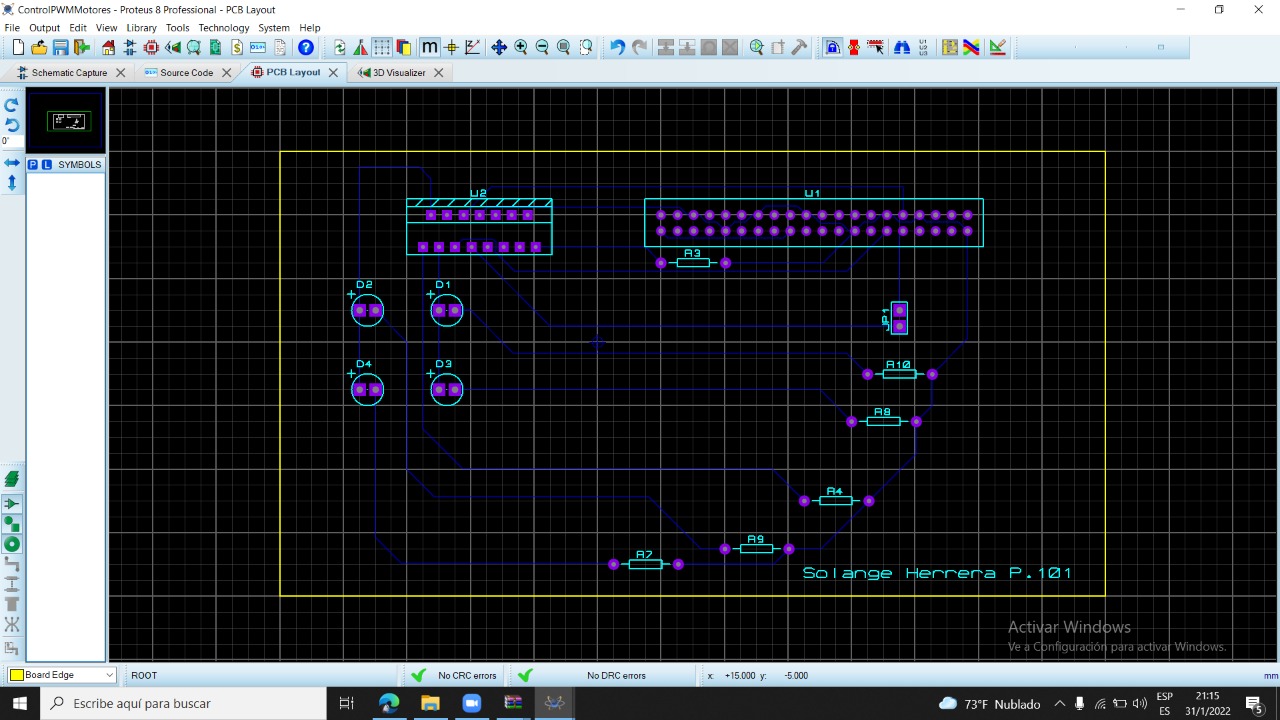 ControlPWMMotores - Proteus 8 Professional - PCB Layout
File Output Edit View Library Tools Technology System Help
Schematic Capture Source Code PCB Layout 3D Visualizer
0°
P L SYMBOLS
U2 U1
R3
D2 D1
JP1
D4 D3 R10
R8
R4
R9
R7
Solange Herrera P.101
Activar Windows
Ve a Configuración para activar Windows.
Board Edge ROOT No CRC errors No DRC errors x: +15.000 y: -5.000 mm
Escribe aquí para buscar 73°F Nublado ESP 21:15
ES 31/1/2022 5